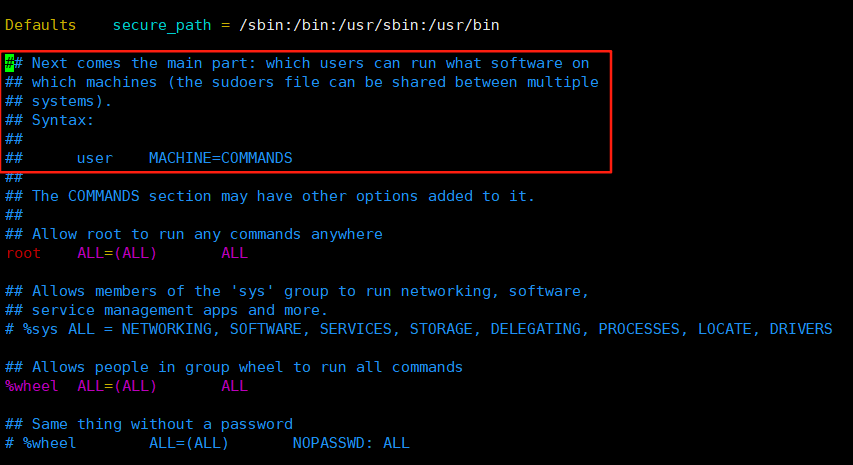 Defaults    secure_path = /sbin:/bin:/usr/sbin:/usr/bin
## Next comes the main part: which users can run what software on
## which machines (the sudoers file can be shared between multiple
## systems).
## Syntax:
##
##      user    MACHINE=COMMANDS
##
## The COMMANDS section may have other options added to it.
##
## Allow root to run any commands anywhere
root    ALL=(ALL)       ALL
## Allows members of the 'sys' group to run networking, software,
## service management apps and more.
# %sys ALL = NETWORKING, SOFTWARE, SERVICES, STORAGE, DELEGATING, PROCESSES, LOCATE, DRIVERS
## Allows people in group wheel to run all commands
%wheel  ALL=(ALL)       ALL
## Same thing without a password
# %wheel        ALL=(ALL)       NOPASSWD: ALL